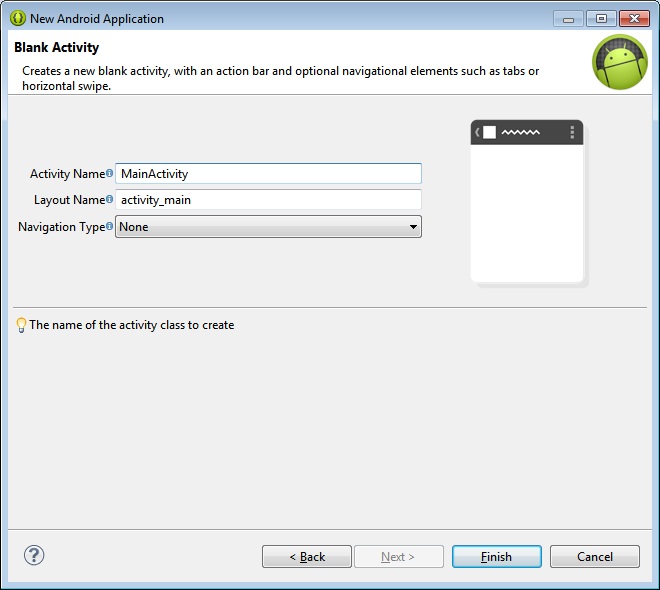 New Android Application
Blank Activity
Creates a new blank activity, with an action bar and optional navigational elements such as tabs or
horizontal swipe.
Activity Name MainActivity
Layout Name activity_main
Navigation Type None
The name of the activity class to create
< Back Next > Finish Cancel